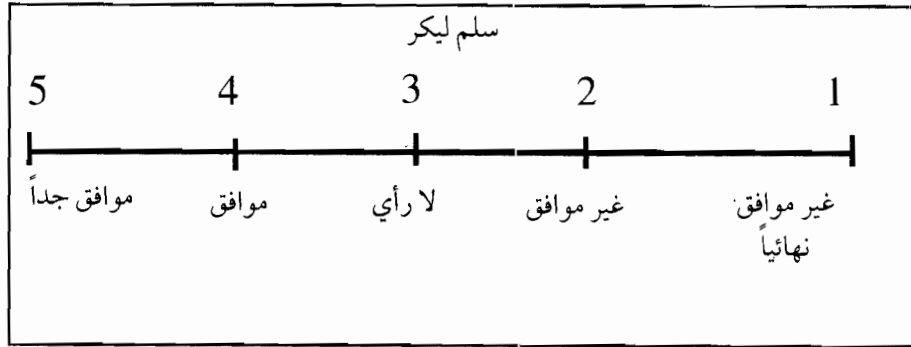 سلم ليكر
1 2 3 4 5
غير موافق غير موافق لا رأي موافق موافق جداً
نهائياً